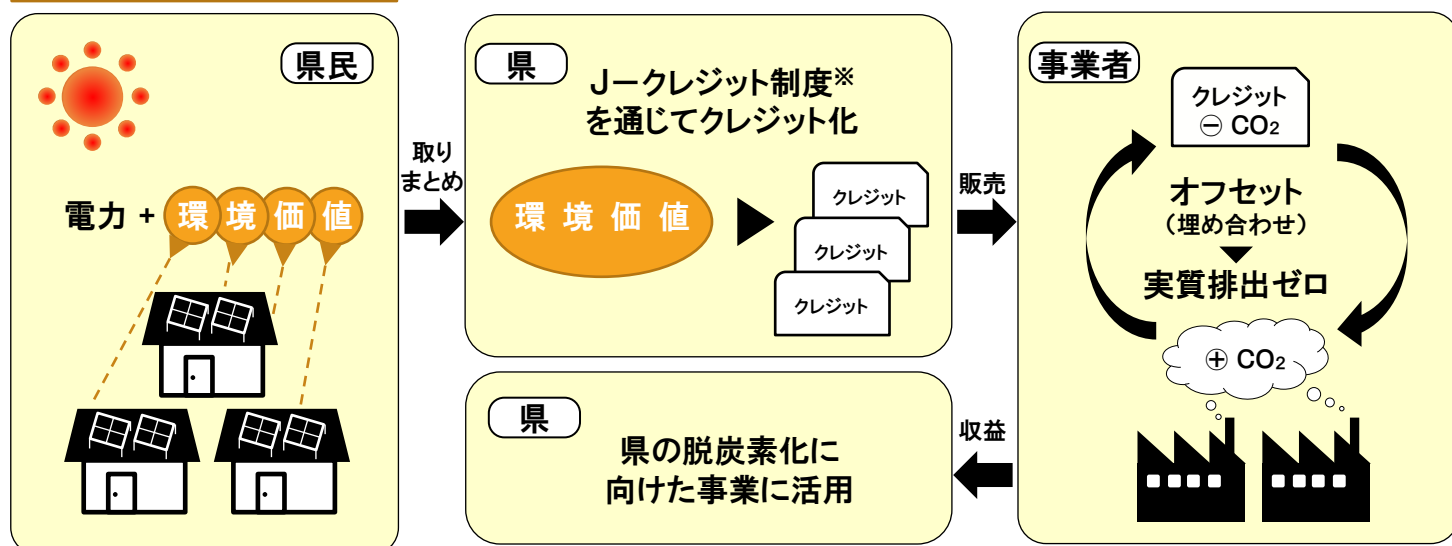 県民
電力 + 環境価値
取り
まとめ
県
Jークレジット制度※
を通じてクレジット化
環境価値
クレジット
クレジット
クレジット
販売
事業者
クレジット
㊀ CO₂
オフセット
（埋め合わせ）
実質排出ゼロ
⊕ CO₂
収益
県
県の脱炭素化に
向けた事業に活用